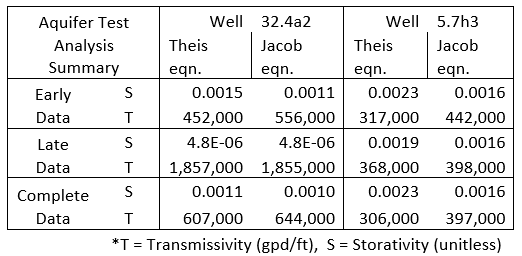 Aquifer Test Well 32.4a2 Well 5.7h3
Analysis Theis Jacob Theis Jacob
Summary eqn. eqn. eqn. eqn.
Early S 0.0015 0.0011 0.0023 0.0016
Data T 452,000 556,000 317,000 442,000
Late S 4.8E-06 4.8E-06 0.0019 0.0016
Data T 1,857,000 1,855,000 368,000 398,000
Complete S 0.0011 0.0010 0.0023 0.0016
Data T 607,000 644,000 306,000 397,000
*T = Transmissivity (gpd/ft), S = Storativity (unitless)